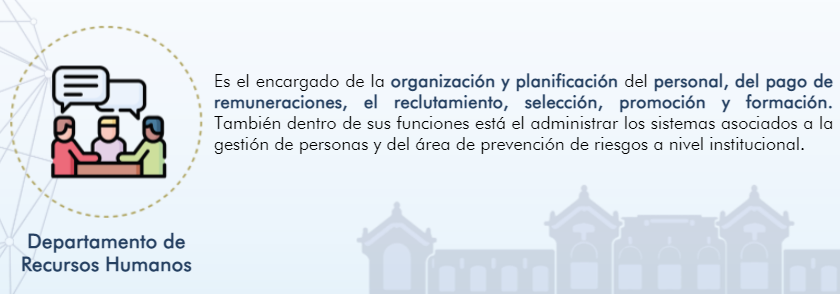 Es el encargado de la organización y planificación del personal, del pago de
remuneraciones, el reclutamiento, selección, promoción y formación.
También dentro de sus funciones está el administrar los sistemas asociados a la
gestión de personas y del área de prevención de riesgos a nivel institucional.
Departamento de
Recursos Humanos